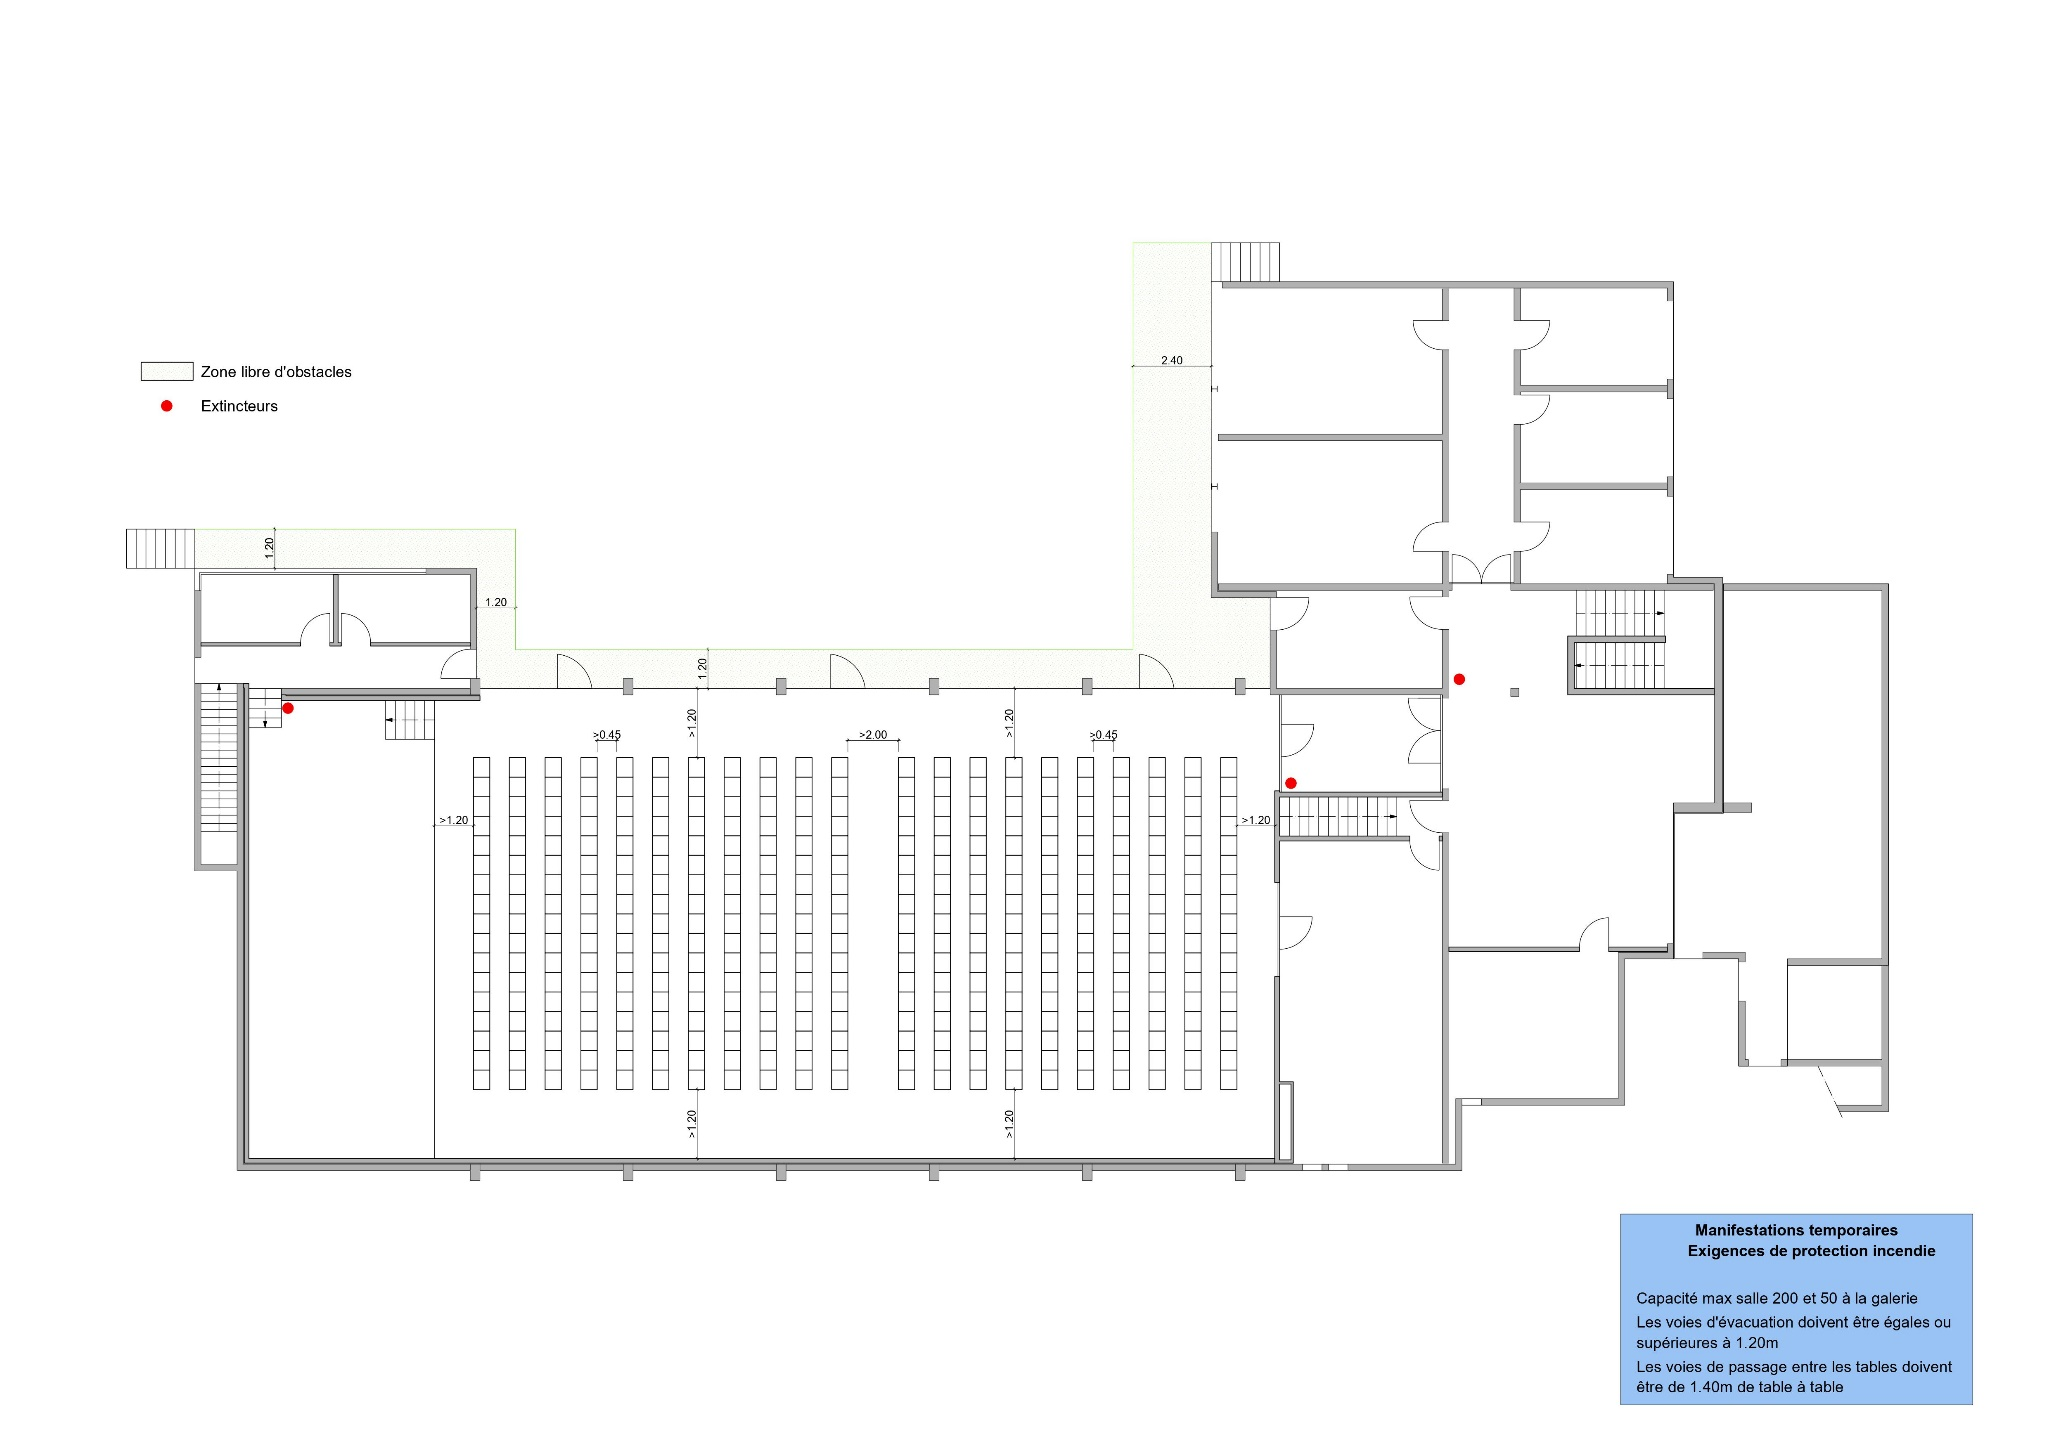 2.40
Zone libre d'obstacles
Extincteurs
1.20
1.20
1.20
>1.20
>1.20
>0.45
>2.00
>0.45
>1.20
>1.20
>1.20
>1.20
Manifestations temporaires
Exigences de protection incendie
Capacité max salle 200 et 50 à la galerie
Les voies d'évacuation doivent être égales ou
supérieures à 1.20m
Les voies de passage entre les tables doivent
être de 1.40m de table à table